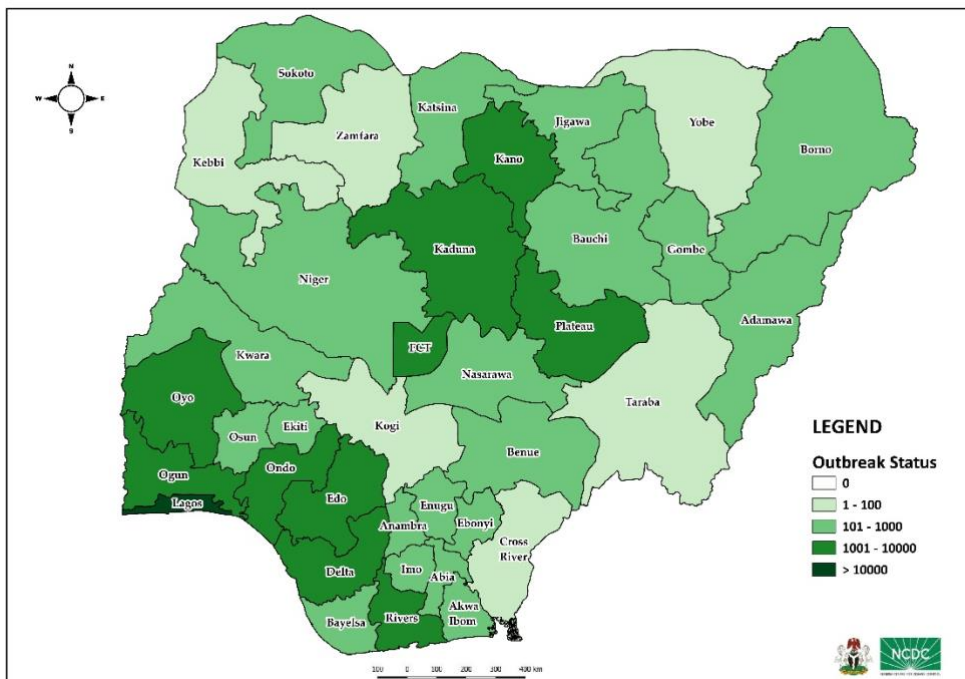 N
W E
S
Sokoto
Katsina
Jigawa
Yobe
Borno
Zamfara
Kebbi
Kano
Bauchi
Gombe
Kaduna
Niger
Adamawa
Plateau
FCT
Kwara
Nasarawa
Oyo
Taraba
Ekiti
Kogi
Osun
Benue
Ogun
Ondo
Edo
Lagos
Enugu
Anambra
Ebonyi
Cross
River
Delta
Imo
Abia
Akwa
Ibom
Bayelsa
Rivers
LEGEND
Outbreak Status
0
1 - 100
101 - 1000
1001 - 10000
> 10000
100 0 100 200 300 400 km
NCDC